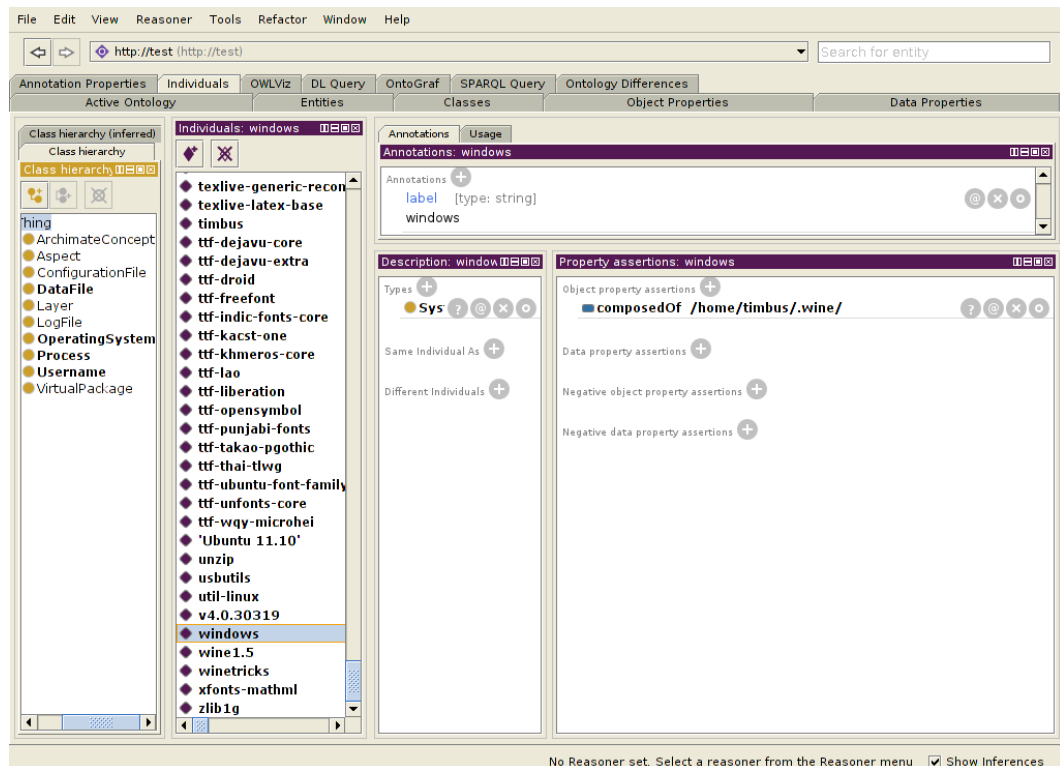 File Edit View Reasoner Tools Refactor Window Help
http://test (http://test)
Search for entity
Annotation Properties Individuals OWLViz DL Query OntoGraf SPARQL Query Ontology Differences
Active Ontology Entities Classes Object Properties Data Properties
Class hierarchy (inferred)
Class hierarchy
Class hierarchy
hing
ArchimateConcept
Aspect
ConfigurationFile
DataFile
Layer
LogFile
OperatingSystem
Process
Username
VirtualPackage
Individuals: windows
texlive-generic-recon
texlive-latex-base
timbus
ttf-dejavu-core
ttf-dejavu-extra
ttf-droid
ttf-freefont
ttf-indic-fonts-core
ttf-kacst-one
ttf-khmeros-core
ttf-lao
ttf-liberation
ttf-opensymbol
ttf-punjabi-fonts
ttf-takao-pgothic
ttf-thai-tlwg
ttf-ubuntu-font-family
ttf-unfonts-core
ttf-wqy-microhei
'Ubuntu 11.10'
unzip
usbutils
util-linux
v4.0.30319
windows
wine1.5
winetricks
xfonts-mathml
zlib1g
Annotations Usage
Annotations: windows
Annotations
label [type: string]
windows
Description: window
Types
Sys
Same Individual As
Different Individuals
Property assertions: windows
Object property assertions
composedOf /home/timbus/.wine/
Data property assertions
Negative object property assertions
Negative data property assertions
No Reasoner set. Select a reasoner from the Reasoner menu Show Inferences